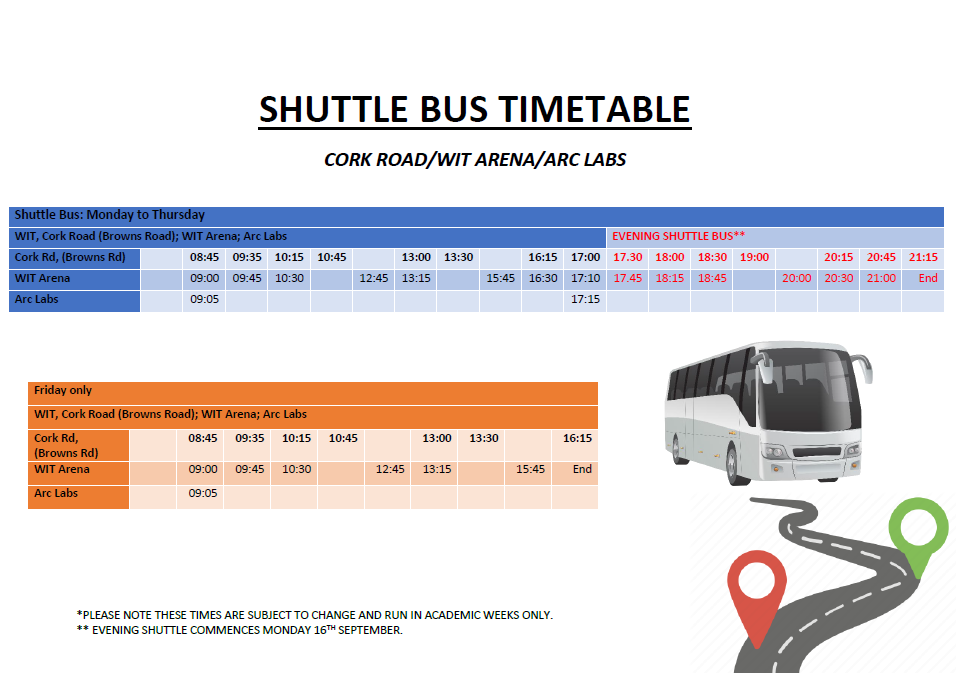 SHUTTLE BUS TIMETABLE
CORK ROAD/WIT ARENA/ARC LABS
Shuttle Bus: Monday to Thursday
WIT, Cork Road (Browns Road); WIT Arena; Arc Labs EVENING SHUTTLE BUS**
Cork Rd, (Browns Rd) 08:45 09:35 10:15 10:45 13:00 13:30 16:15 17:00 17.30 18:00 18:30 19:00 20:15 20:45 21:15
WIT Arena 09:00 09:45 10:30 12:45 13:15 15:45 16:30 17:10 17.45 18:15 18:45 20:00 20:30 21:00 End
Arc Labs 09:05 17:15
Friday only
WIT, Cork Road (Browns Road); WIT Arena; Arc Labs
Cork Rd, 08:45 09:35 10:15 10:45 13:00 13:30 16:15
(Browns Rd)
WIT Arena 09:00 09:45 10:30 12:45 13:15 15:45 End
Arc Labs 09:05
*PLEASE NOTE THESE TIMES ARE SUBJECT TO CHANGE AND RUN IN ACADEMIC WEEKS ONLY.
** EVENING SHUTTLE COMMENCES MONDAY 16TH SEPTEMBER.